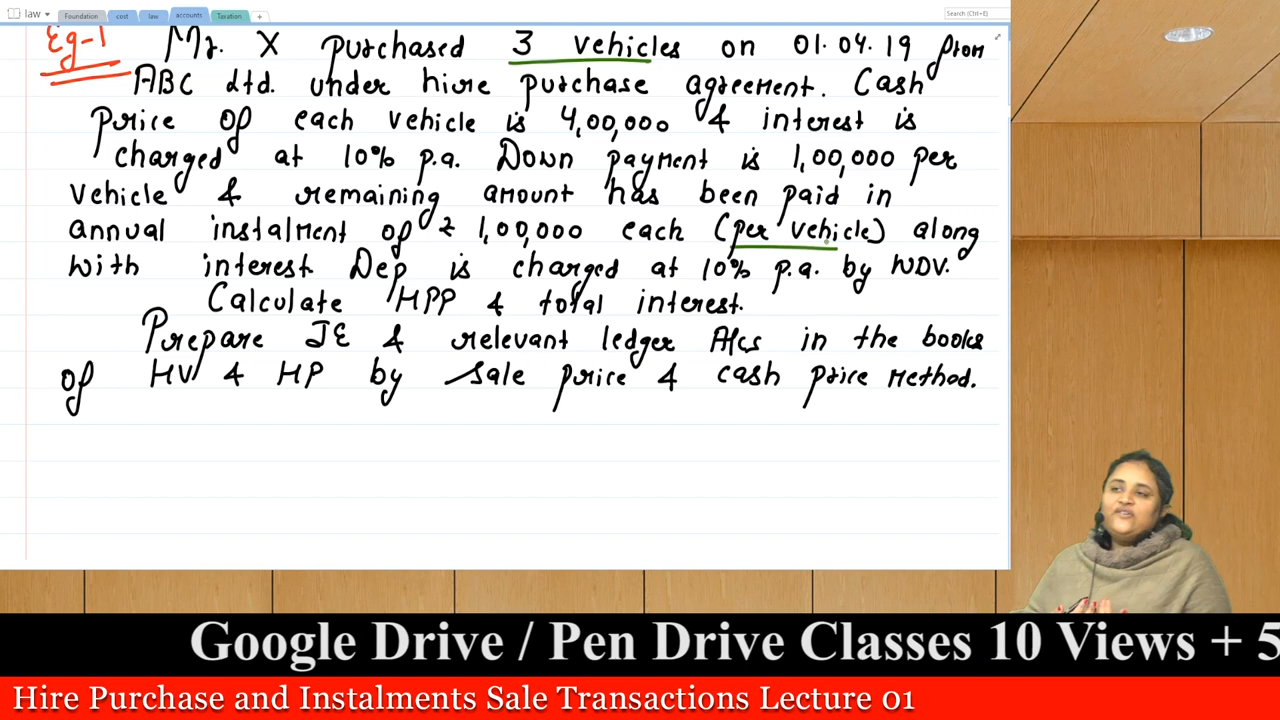 law Foundation cost law accounts Taxation + Search (Ctrl+E)
Eg-1 Mr. X purchased 3 vehicles on 01.04.19 from
ABC Ltd. under hire purchase agreement. Cash
Price of each vehicle is 4,00,000 & interest is
charged at 10% p.a. Down payment is 1,00,000 per
vehicle & remaining amount has been paid in
annual instalment of ₹ 1,00,000 each (per vehicle) along
with interest. Dep is charged at 10% p.a. by WDV.
Calculate HPP & total interest.
Prepare JE & relevant ledger A/cs in the books
of HV & HP by sale price & cash price method.
Google Drive / Pen Drive Classes 10 Views + 5
Hire Purchase and Instalments Sale Transactions Lecture 01